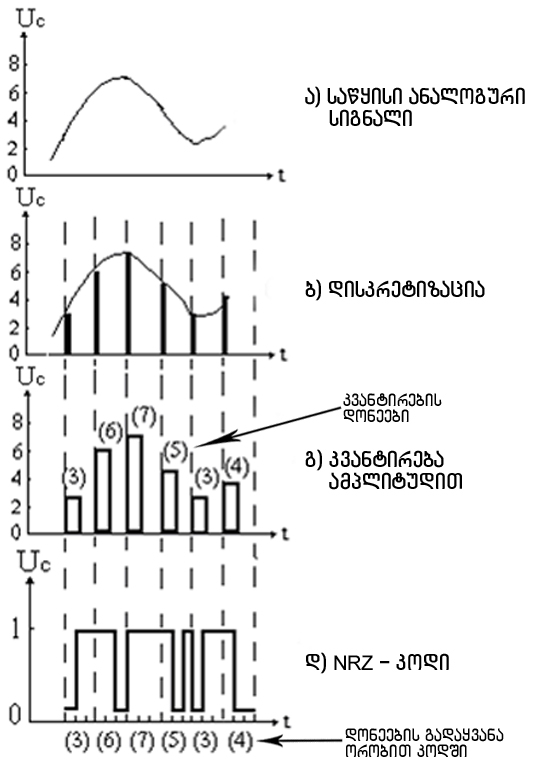 Uc
8
6
4
2
0
t
ა) საწყისი ანალოგური
სიგნალი
Uc
8
6
4
2
0
t
ბ) დისკრეტიზაცია
Uc
8
6
4
2
0
(3)
(6)
(7)
(5)
(3)
(4)
t
კვანტირების
დონეები
გ) კვანტირება
ამპლიტუდით
Uc
1
0
t
დ) NRZ – კოდი
(3) (6) (7) (5) (3) (4)
დონეების გადაყვანა
ორობით კოდში